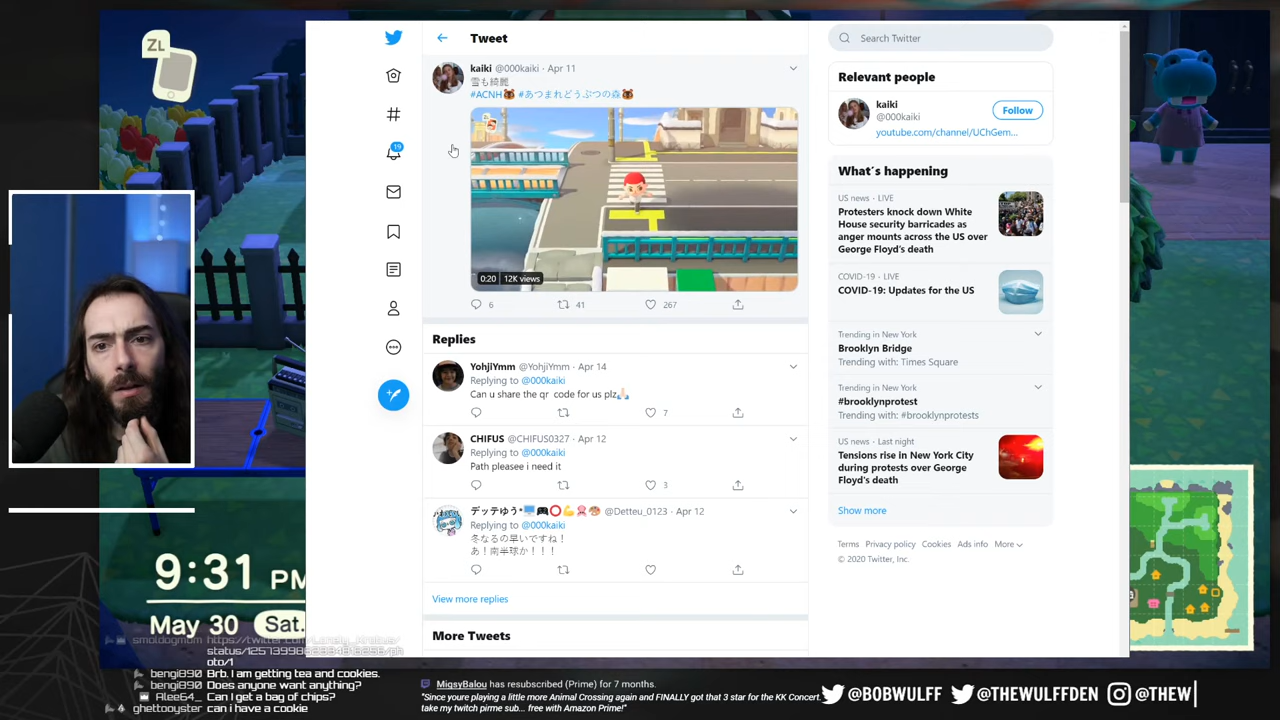 ZL
Tweet
Search Twitter
kaiki @000kaiki · Apr 11
雪も綺麗
#ACNH #あつまれどうぶつの森
0:20 12K views
6 41 267
Replies
YohjiYmm @YohjiYmm · Apr 14
Replying to @000kaiki
Can u share the qr code for us plz
7
CHIFUS @CHIFUS0327 · Apr 12
Replying to @000kaiki
Path pleasee i need it
3
デッテゆう @Detteu_0123 · Apr 12
Replying to @000kaiki
冬なるの早いですね！
あ！南半球か！！！
View more replies
More Tweets
19
Relevant people
kaiki
@000kaiki
Follow
youtube.com/channel/UChGem...
What's happening
US news · LIVE
Protesters knock down White
House security barricades as
anger mounts across the US over
George Floyd's death
COVID-19 · LIVE
COVID-19: Updates for the US
Trending in New York
Brooklyn Bridge
Trending with: Times Square
Trending in New York
#brooklynprotest
Trending with: #brooklynprotests
US news · Last night
Tensions rise in New York City
during protests over George
Floyd's death
Show more
Terms Privacy policy Cookies Ads info More
© 2020 Twitter, Inc.
9:31 PM
May 30 Sat.
smoldogmom
oto/1
bengi890 Brb. I am getting tea and cookies.
bengi890 Does anyone want anything?
Alee54_ Can I get a bag of chips?
ghettooyster can i have a cookie
MigsyBalou has resubscribed (Prime) for 7 months.
"Since youre playing a little more Animal Crossing again and FINALLY got that 3 star for the KK Concert.
take my twitch pirme sub... free with Amazon Prime!"
@BOBWULFF @THEWULFFDEN @THEW